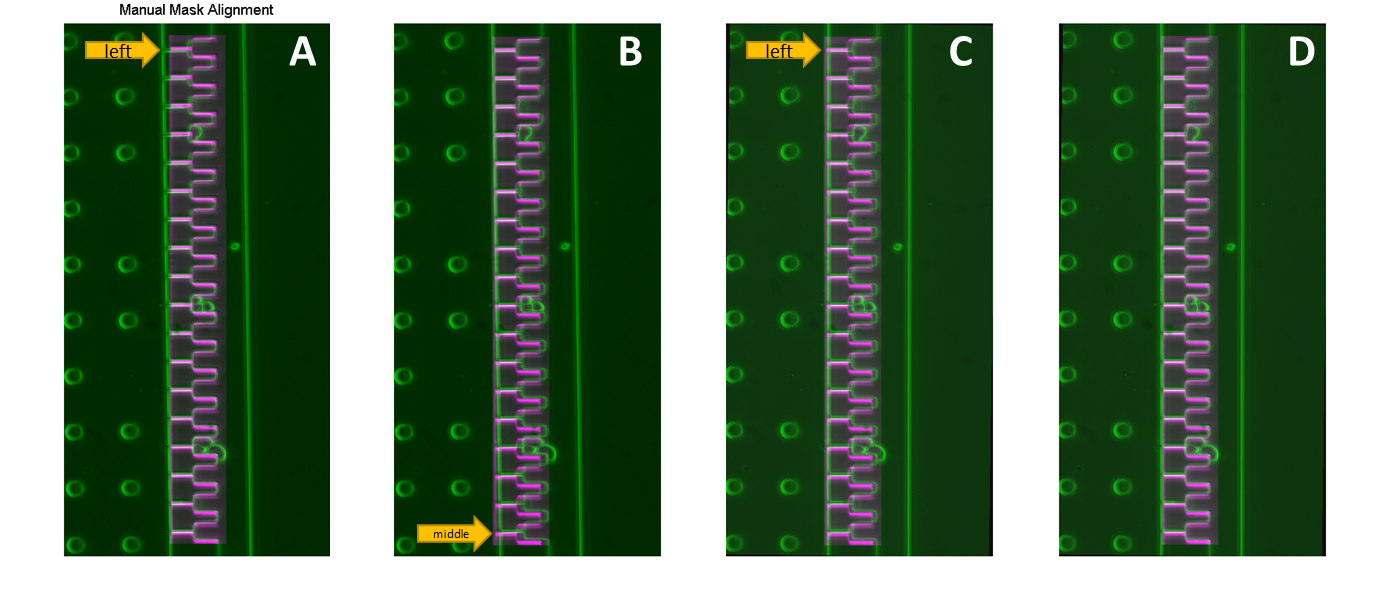 Manual Mask Alignment
left
A
B
middle
left
C
D